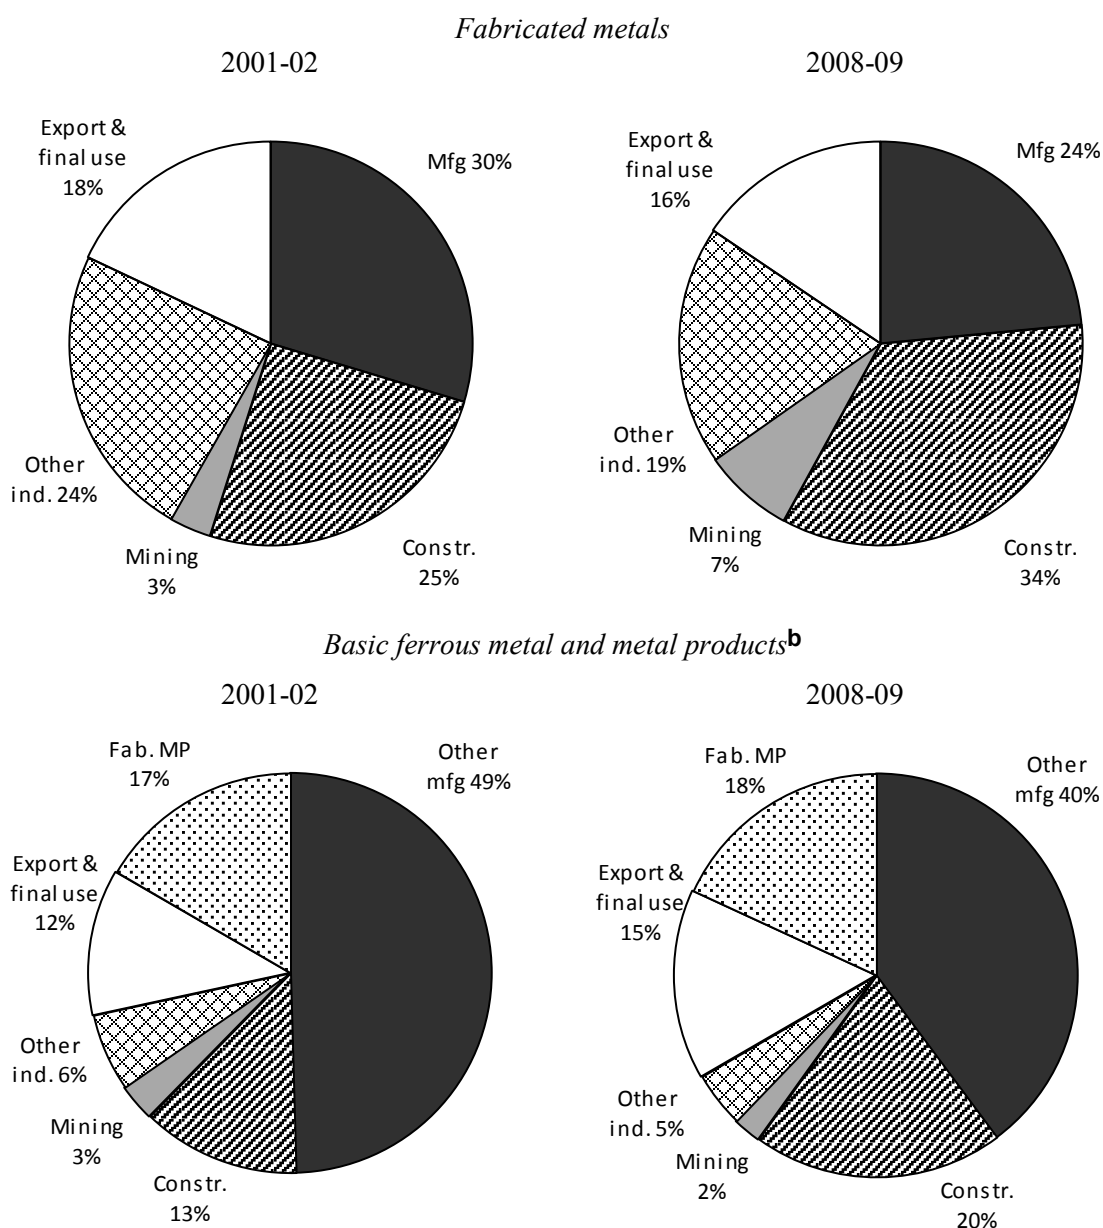 Fabricated metals
2001-02
2008-09
Export &
final use
18%
Mfg 30%
Other
ind. 24%
Mining
3%
Constr.
25%
Export &
final use
16%
Mfg 24%
Other
ind. 19%
Mining
7%
Constr.
34%
Basic ferrous metal and metal products b
2001-02
2008-09
Fab. MP
17%
Other
mfg 49%
Export &
final use
12%
Other
ind. 6%
Mining
3%
Constr.
13%
Fab. MP
18%
Other
mfg 40%
Export &
final use
15%
Other
ind. 5%
Mining
2%
Constr.
20%